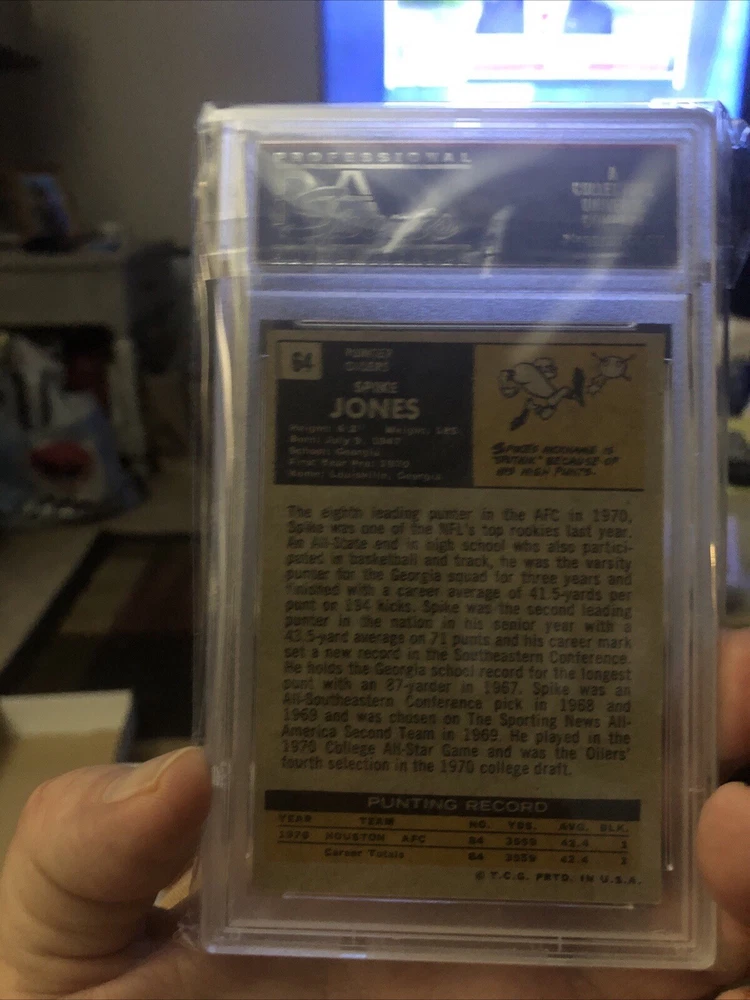 PROFESSIONAL
A
64
PUNTER
OILERS
SPIKE
JONES
Height: 6'2" Weight: 185
Born: July 9, 1947
School: Georgia
First Year Pro: 1970
Home: Louisville, Georgia
SPIKE'S NICKNAME IS
BECAUSE OF
HIS HIGH PUNTS.
The eighth leading punter in the AFC in 1970,
Spike was one of the NFL's top rookies last year.
An All-State end in high school who also partici-
pated in basketball and track, he was the varsity
punter for the Georgia squad for three years and
finished with a career average of 41.5-yards per
punt on 194 kicks. Spike was the second leading
punter in the nation in his senior year with a
43.5-yard average on 71 punts and his career mark
set a new record in the Southeastern Conference.
He holds the Georgia school record for the longest
punt with an 87-yarder in 1967. Spike was an
All-Southeastern Conference pick in 1968 and
1969 and was chosen on The Sporting News All-
America Second Team in 1969. He played in the
1970 College All-Star Game and was the Oilers'
fourth selection in the 1970 college draft.
PUNTING RECORD
YEAR TEAM NO. YDS. AVG. BLK.
1970 HOUSTON AFC 84 3559 42.4 1
Career Totals 84 3559 42.4 1
© T.C.G. PRTD. IN U.S.A.